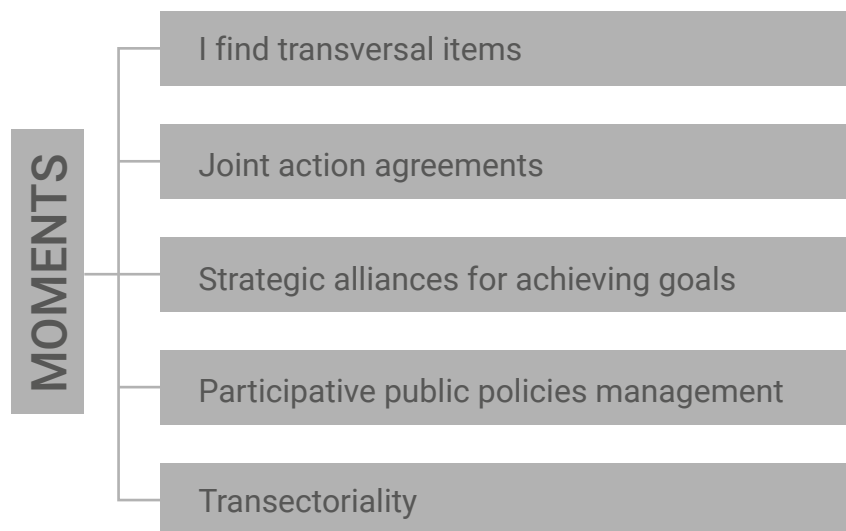 MOMENTS
I find transversal items
Joint action agreements
Strategic alliances for achieving goals
Participative public policies management
Transectoriality